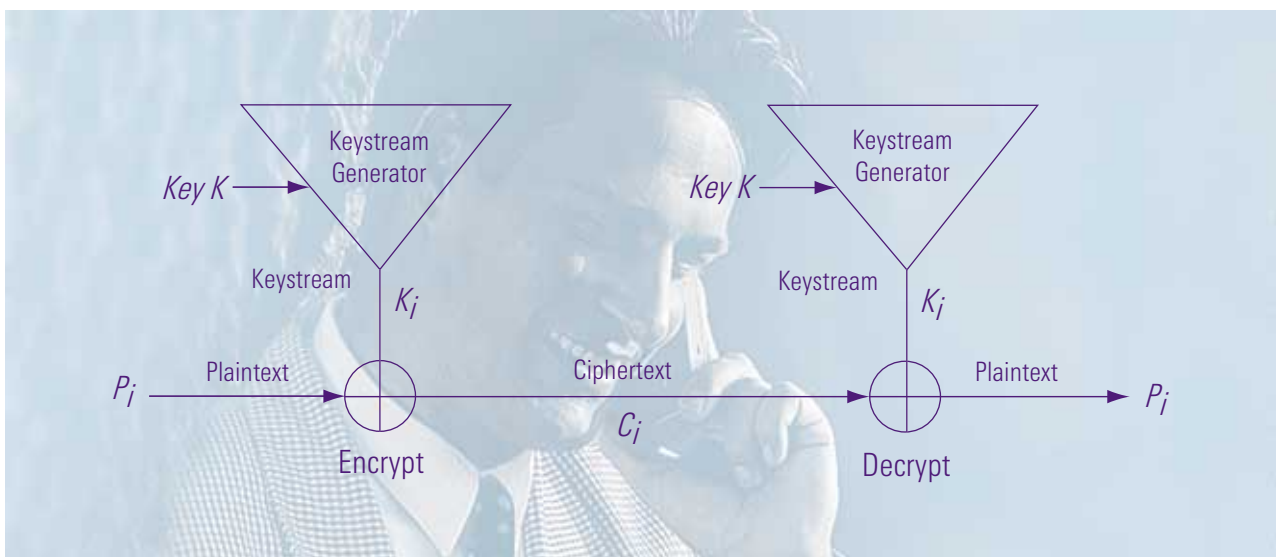 Keystream
Generator
Key K
Keystream
K_i
P_i
Plaintext
Encrypt
Ciphertext
C_i
Keystream
Generator
Key K
Keystream
K_i
Decrypt
Plaintext
P_i